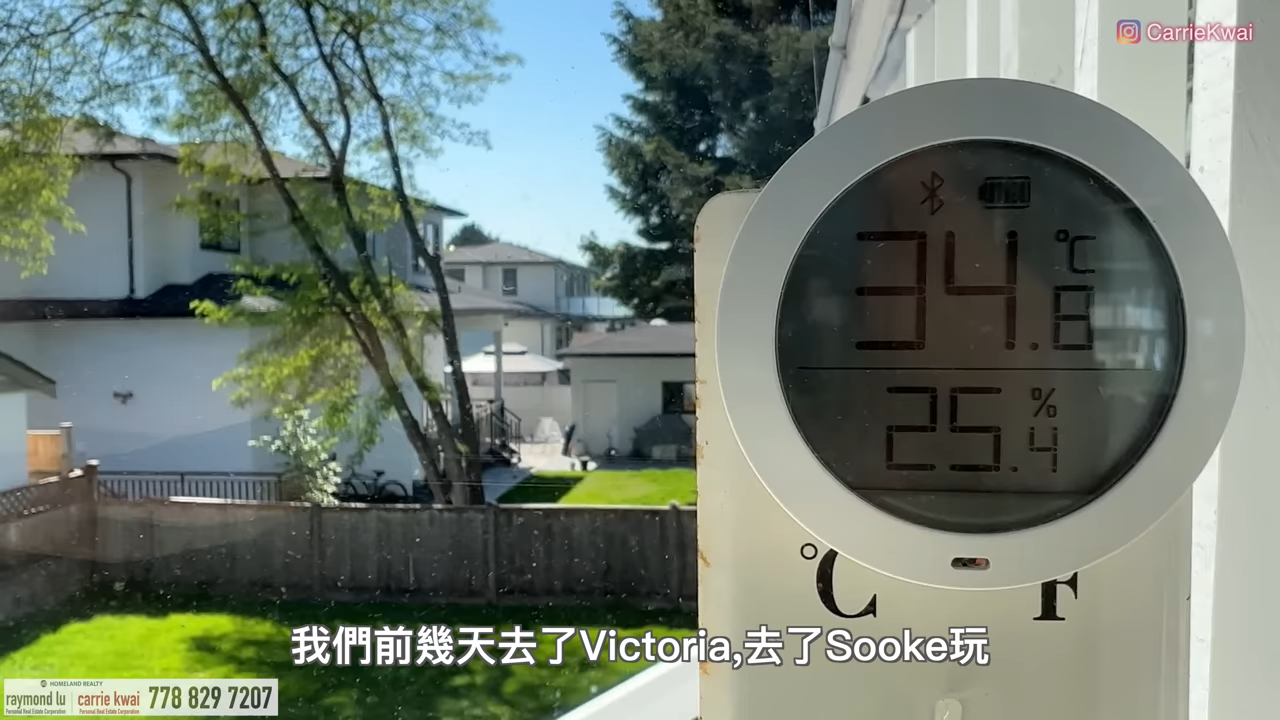 CarrieKwai
34.8 °C
25.4 %
°C F
我們前幾天去了Victoria,去了Sooke玩
HOMELAND REALTY
raymond lu carrie kwai 778 829 7207
Personal Real Estate Corporation Personal Real Estate Corporation